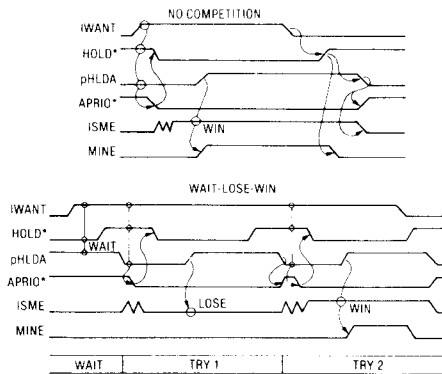 NO COMPETITION
IWANT
HOLD*
pHLDA
APRIO*
ISME
WIN
MINE
WAIT-LOSE-WIN
IWANT
HOLD*
WAIT
pHLDA
APRIO*
ISME
LOSE
WIN
MINE
WAIT TRY 1 TRY 2